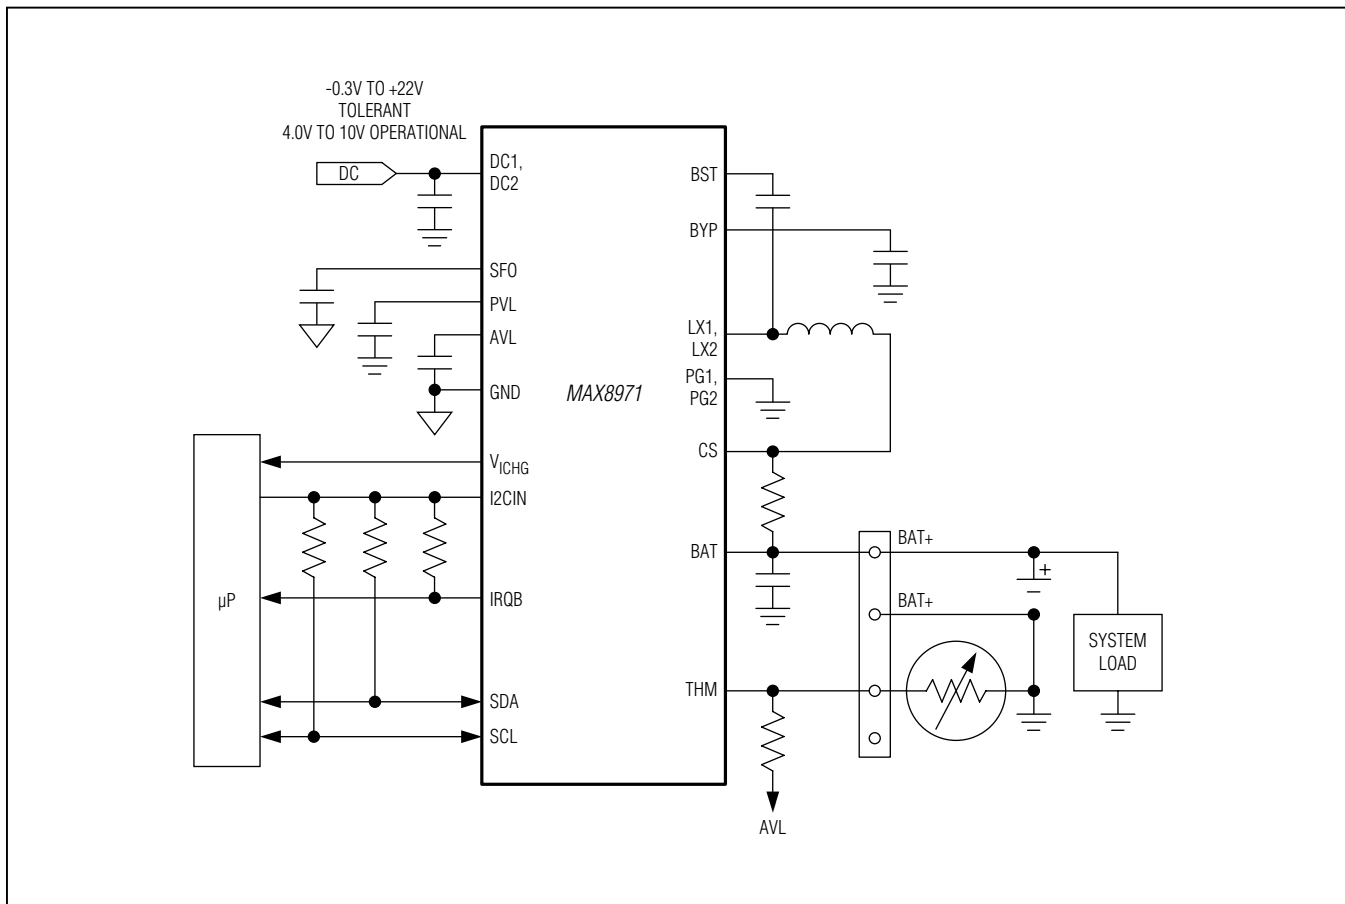 -0.3V TO +22V
TOLERANT
4.0V TO 10V OPERATIONAL
DC
DC1,
DC2
SFO
PVL
AVL
GND
VICHG
I2CIN
IRQB
SDA
SCL
µP
MAX8971
BST
BYP
LX1,
LX2
PG1,
PG2
CS
BAT
THM
AVL
BAT+
BAT+
+
SYSTEM
LOAD